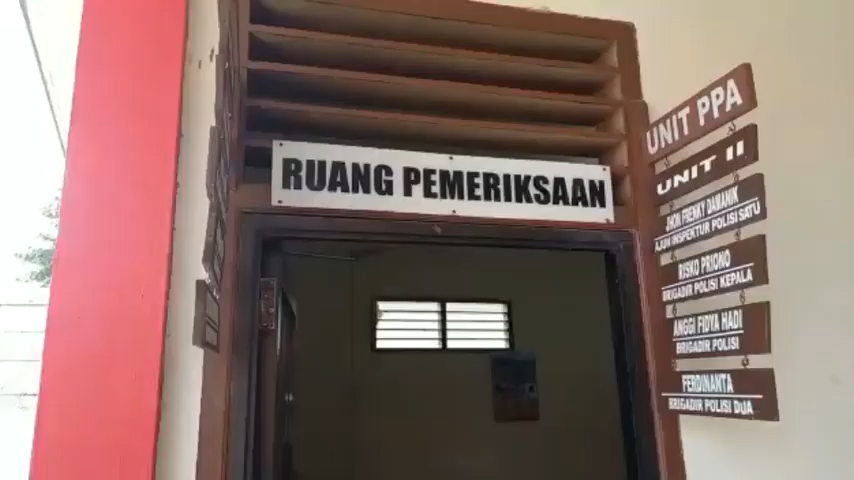 RUANG PEMERIKSAAN
UNIT PPA
UNIT II
JHON FRENKY DAMANIK
AJUN INSPEKTUR POLISI SATU
RISKO PRIONO
BRIGADIR POLISI KEPALA
ANGGI FIDYA HADI
BRIGADIR POLISI
FERDINANTA
BRIGADIR POLISI DUA